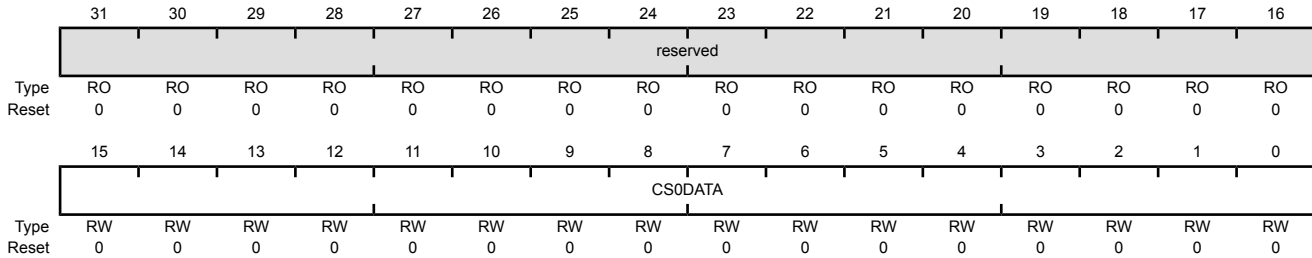 31 30 29 28 27 26 25 24 23 22 21 20 19 18 17 16
reserved
Type RO RO RO RO RO RO RO RO RO RO RO RO RO RO RO RO
Reset 0 0 0 0 0 0 0 0 0 0 0 0 0 0 0 0
15 14 13 12 11 10 9 8 7 6 5 4 3 2 1 0
CS0DATA
Type RW RW RW RW RW RW RW RW RW RW RW RW RW RW RW RW
Reset 0 0 0 0 0 0 0 0 0 0 0 0 0 0 0 0